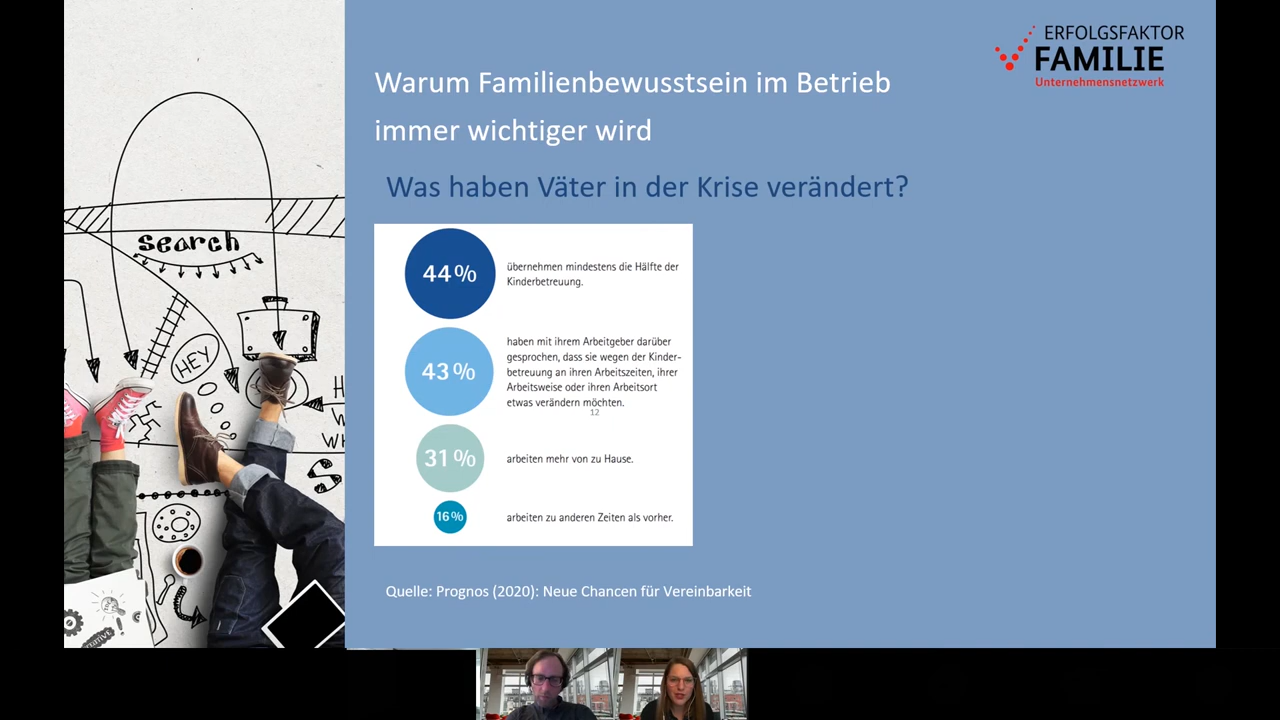 ERFOLGSFAKTOR
FAMILIE
Unternehmensnetzwerk
Warum Familienbewusstsein im Betrieb
immer wichtiger wird
Was haben Väter in der Krise verändert?
44 %
übernehmen mindestens die Hälfte der
Kinderbetreuung.
43 %
haben mit ihrem Arbeitgeber darüber
gesprochen, dass sie wegen der Kinder-
betreuung an ihren Arbeitszeiten, ihrer
Arbeitsweise oder ihren Arbeitsort
etwas verändern möchten.
12
31 %
arbeiten mehr von zu Hause.
16 %
arbeiten zu anderen Zeiten als vorher.
Quelle: Prognos (2020): Neue Chancen für Vereinbarkeit
search
HEY